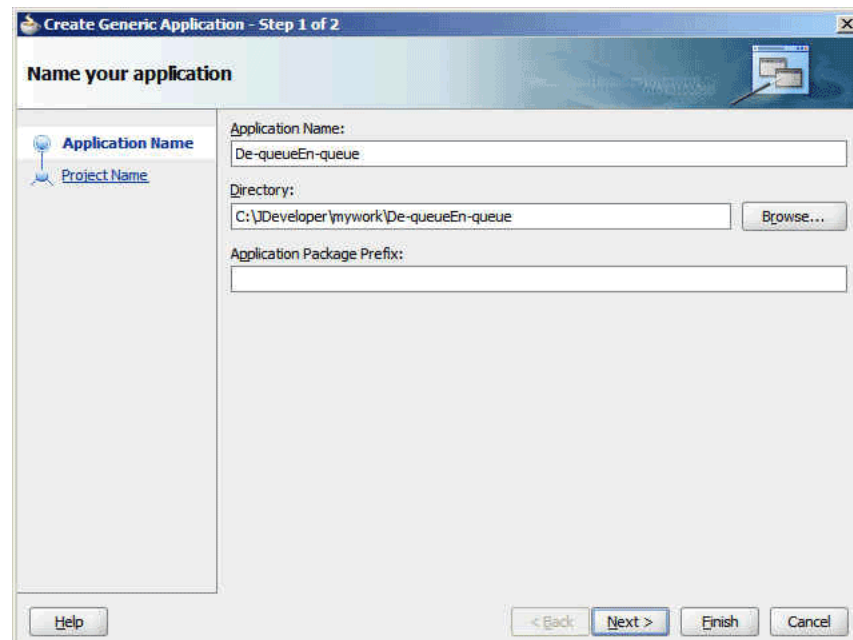 Create Generic Application - Step 1 of 2
Name your application
Application Name
Project Name
Application Name:
De-queueEn-queue
Directory:
C:\JDeveloper\mywork\De-queueEn-queue
Browse...
Application Package Prefix:
Help
< Back
Next >
Finish
Cancel